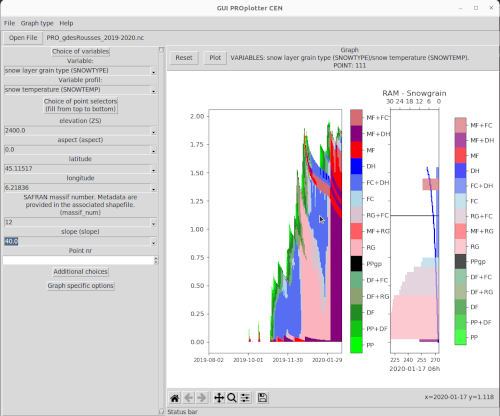 GUI PROplotter CEN
File Graph type Help
Open File PRO_gdesRousses_2019-2020.nc
Choice of variables
Variable:
snow layer grain type (SNOWTYPE)
Variable profil:
snow temperature (SNOWTEMP)
Choice of point selectors
(fill from top to bottom)
elevation (ZS)
2400.0
aspect (aspect)
0.0
latitude
45.11517
longitude
6.21836
SAFRAN massif number. Metadata are
provided in the associated shapefile.
(massif_num)
12
slope (slope)
40.0
Point nr
Additional choices
Graph specific options
Reset Plot
Graph
VARIABLES: snow layer grain type (SNOWTYPE)/snow temperature (SNOWTEMP).
POINT: 111
2.00
1.75
1.50
1.25
1.00
0.75
0.50
0.25
0.00
2019-08-02 2019-10-01 2019-11-30 2020-01-29
MF+FC
MF+DH
MF
DH
FC+DH
FC
RG+FC
MF+RG
RG
PPgp
DF+FC
DF+RG
DF
PP+DF
PP
RAM - Snowgrain
30 24 18 12 6 0
225 240 255 270
2020-01-17 06h
MF+FC
MF+DH
MF
DH
FC+DH
FC
RG+FC
MF+RG
RG
PPgp
DF+FC
DF+RG
DF
PP+DF
PP
x=2020-01-17 y=1.118
Status bar